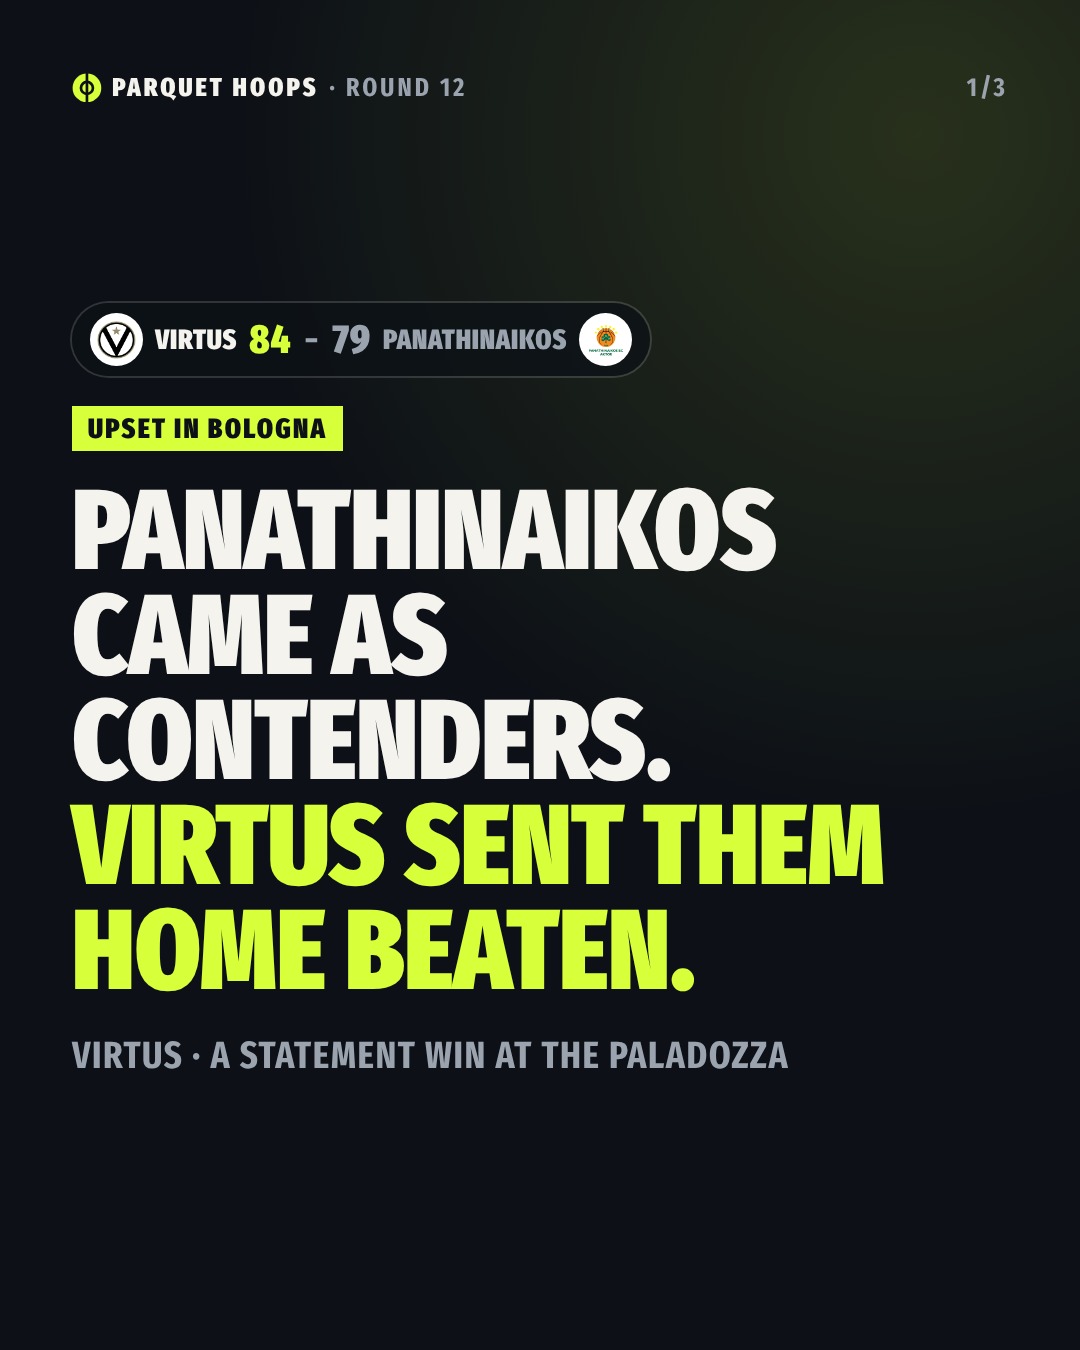 PARQUET HOOPS · ROUND 12
1/3
VIRTUS 84 – 79 PANATHINAIKOS
UPSET IN BOLOGNA
PANATHINAIKOS
CAME AS
CONTENDERS.
VIRTUS SENT THEM
HOME BEATEN.
VIRTUS · A STATEMENT WIN AT THE PALADOZZA